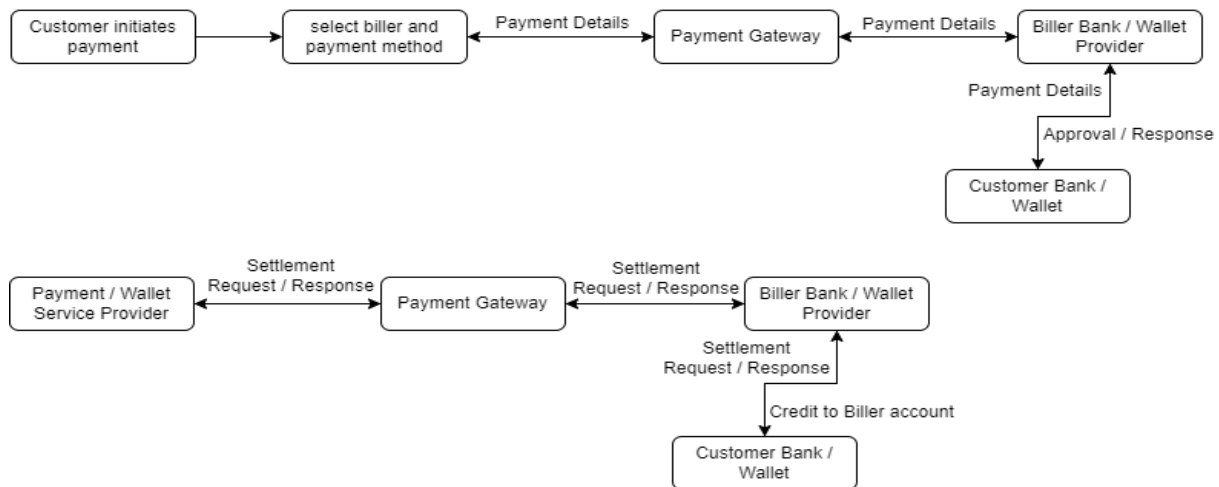 Customer initiates
payment
select biller and
payment method
Payment Details
Payment Gateway
Payment Details
Biller Bank / Wallet
Provider
Payment Details
Approval / Response
Customer Bank /
Wallet
Payment / Wallet
Service Provider
Settlement
Request / Response
Payment Gateway
Settlement
Request / Response
Biller Bank / Wallet
Provider
Settlement
Request / Response
Credit to Biller account
Customer Bank /
Wallet